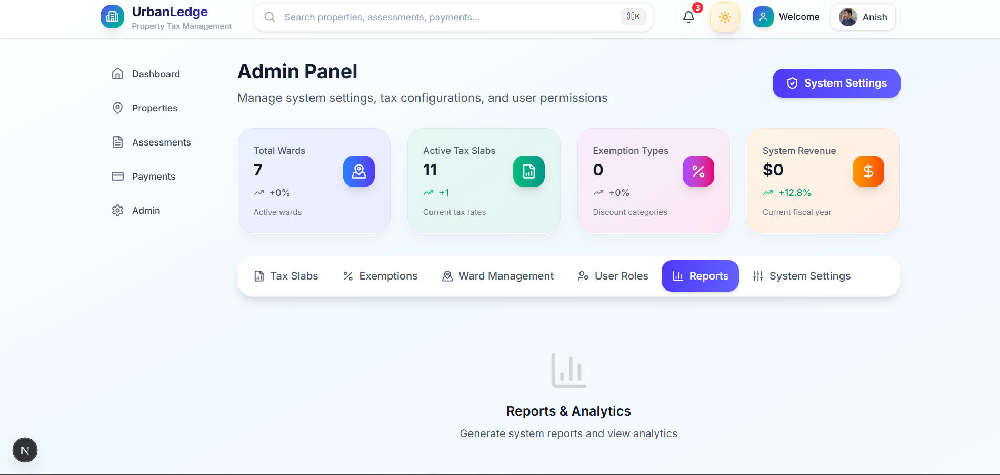 UrbanLedge
Property Tax Management
Search properties, assessments, payments...
⌘K
3
Welcome
Anish
Dashboard
Properties
Assessments
Payments
Admin
Admin Panel
Manage system settings, tax configurations, and user permissions
System Settings
Total Wards
7
+0%
Active wards
Active Tax Slabs
11
+1
Current tax rates
Exemption Types
0
+0%
Discount categories
System Revenue
$0
+12.8%
Current fiscal year
Tax Slabs
Exemptions
Ward Management
User Roles
Reports
System Settings
Reports & Analytics
Generate system reports and view analytics
N